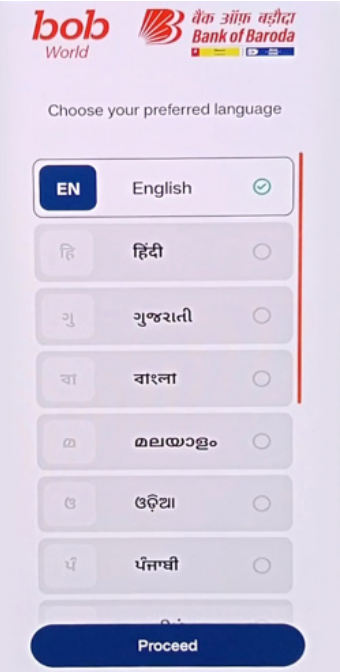 bob
World
बैंक ऑफ़ बड़ौदा
Bank of Baroda
Choose your preferred language
EN English
हि हिंदी
ગુ ગુજરાતી
বা বাংলা
മ മലയാളം
ଓ ଓଡ଼ିଆ
ਪੰ ਪੰਜਾਬੀ
Proceed